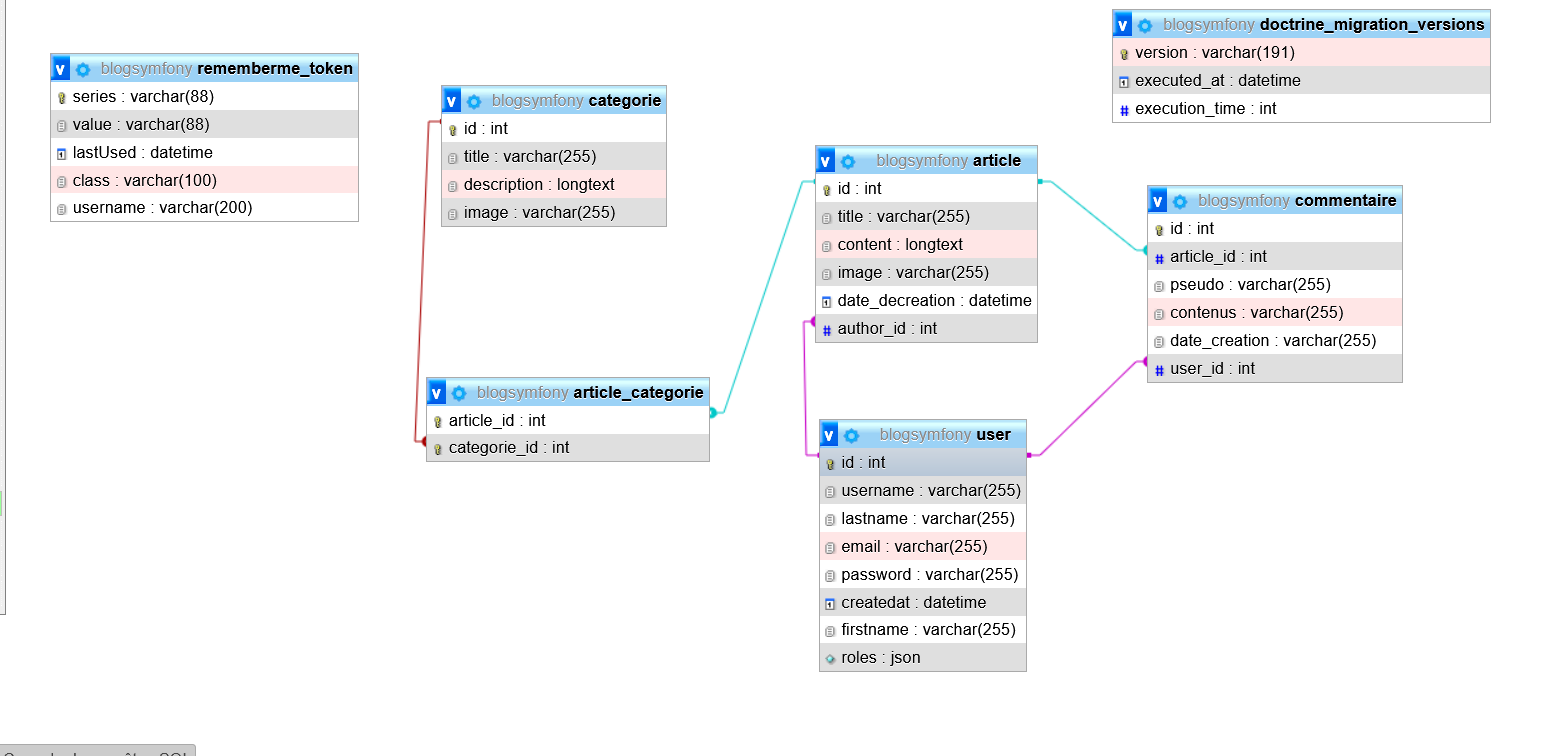 blogsymfony rememberme_token
series : varchar(88)
value : varchar(88)
lastUsed : datetime
class : varchar(100)
username : varchar(200)
blogsymfony categorie
id : int
title : varchar(255)
description : longtext
image : varchar(255)
blogsymfony article_categorie
article_id : int
categorie_id : int
blogsymfony article
id : int
title : varchar(255)
content : longtext
image : varchar(255)
date_decreation : datetime
author_id : int
blogsymfony user
id : int
username : varchar(255)
lastname : varchar(255)
email : varchar(255)
password : varchar(255)
createdat : datetime
firstname : varchar(255)
roles : json
blogsymfony doctrine_migration_versions
version : varchar(191)
executed_at : datetime
execution_time : int
blogsymfony commentaire
id : int
article_id : int
pseudo : varchar(255)
contenus : varchar(255)
date_creation : varchar(255)
user_id : int